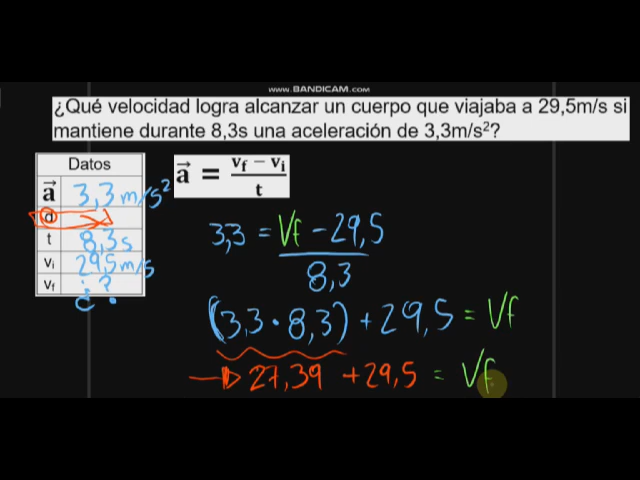 www.BANDICAM.com
¿Qué velocidad logra alcanzar un cuerpo que viajaba a 29,5m/s si
mantiene durante 8,3s una aceleración de 3,3m/s²?
Datos
a⃗ 3,3 m/s²
d
t 8,3s
vᵢ 29,5m/s
v_f ¿?
a⃗ = v_f − vᵢ / t
3,3 = Vf − 29,5
8,3
(3,3 · 8,3) + 29,5 = Vf
27,39 + 29,5 = Vf